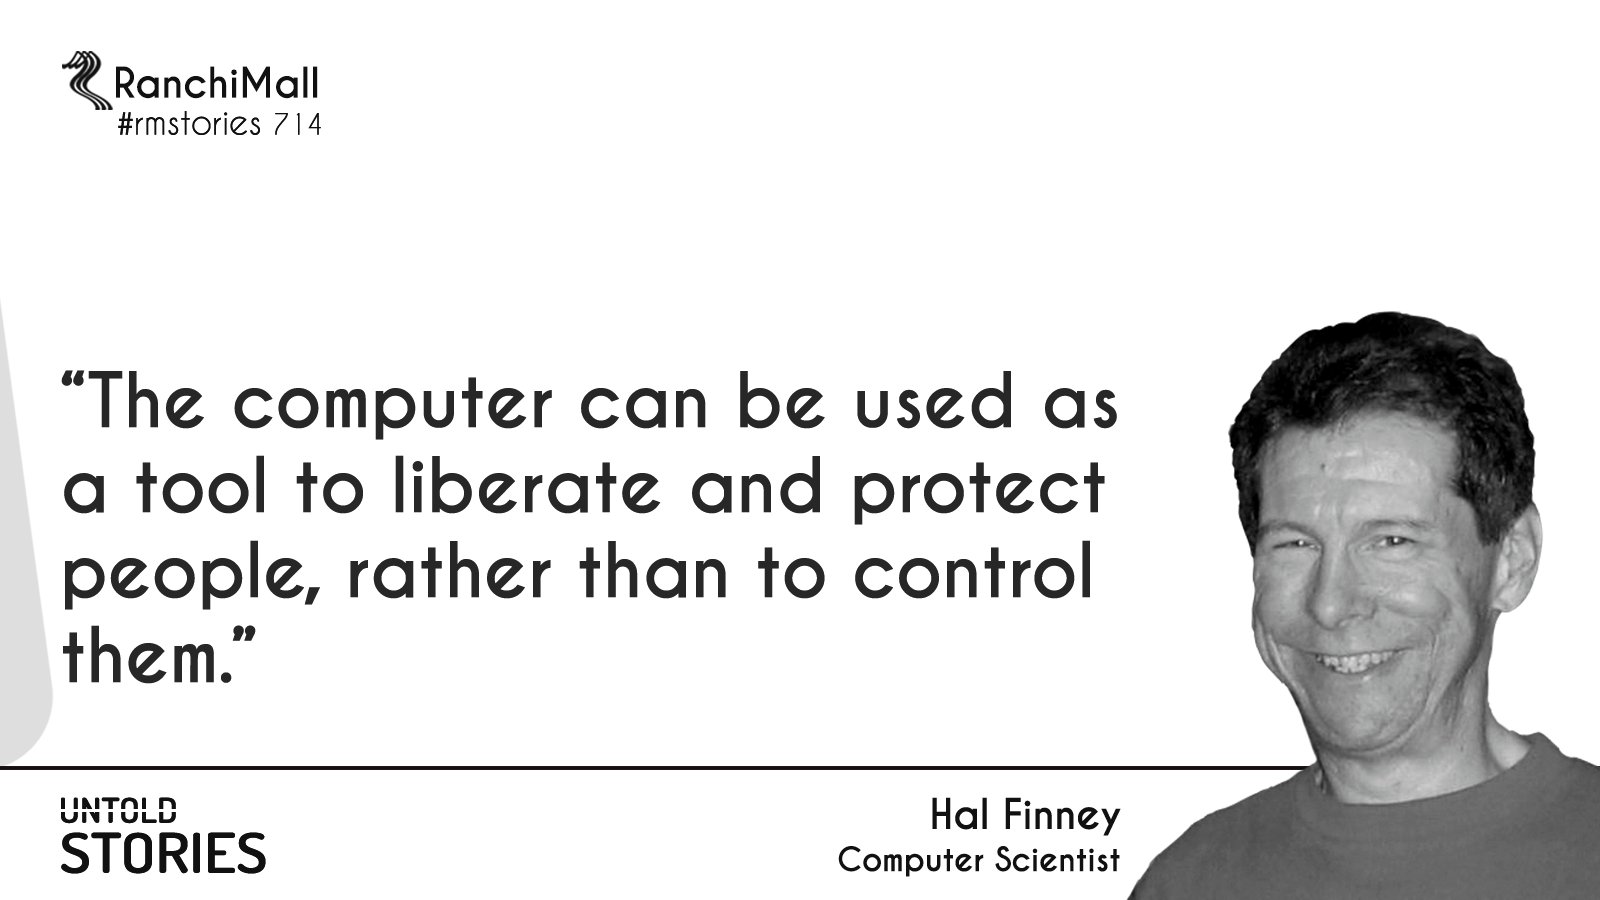 RanchiMall
#rmstories 714
“The computer can be used as
a tool to liberate and protect
people, rather than to control
them.”
UNTOLD
STORIES
Hal Finney
Computer Scientist